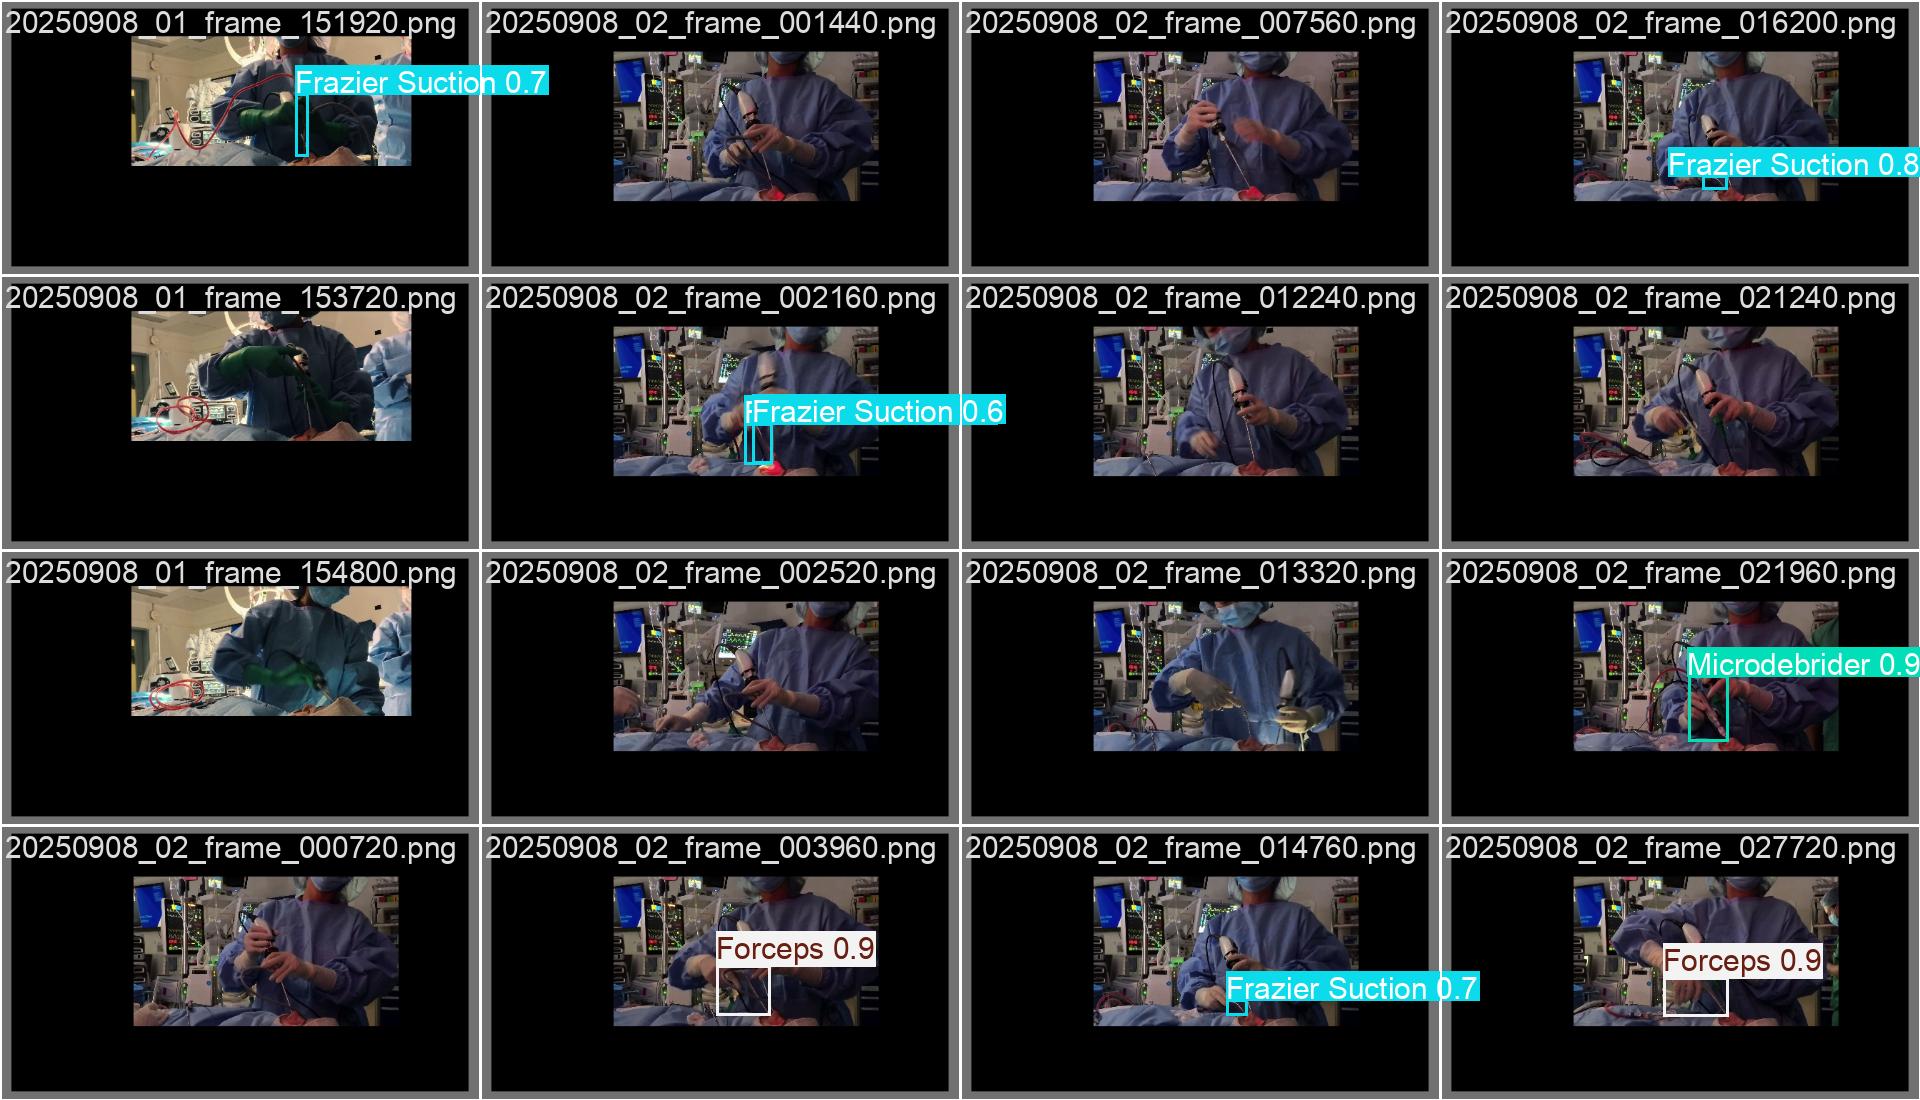 20250908_01_frame_151920.png
Frazier Suction 0.7
20250908_02_frame_001440.png
20250908_02_frame_007560.png
20250908_02_frame_016200.png
Frazier Suction 0.8
20250908_01_frame_153720.png
20250908_02_frame_002160.png
Frazier Suction 0.6
20250908_02_frame_012240.png
20250908_02_frame_021240.png
20250908_01_frame_154800.png
20250908_02_frame_002520.png
20250908_02_frame_013320.png
20250908_02_frame_021960.png
Microdebrider 0.9
20250908_02_frame_000720.png
20250908_02_frame_003960.png
Forceps 0.9
20250908_02_frame_014760.png
Frazier Suction 0.7
20250908_02_frame_027720.png
Forceps 0.9